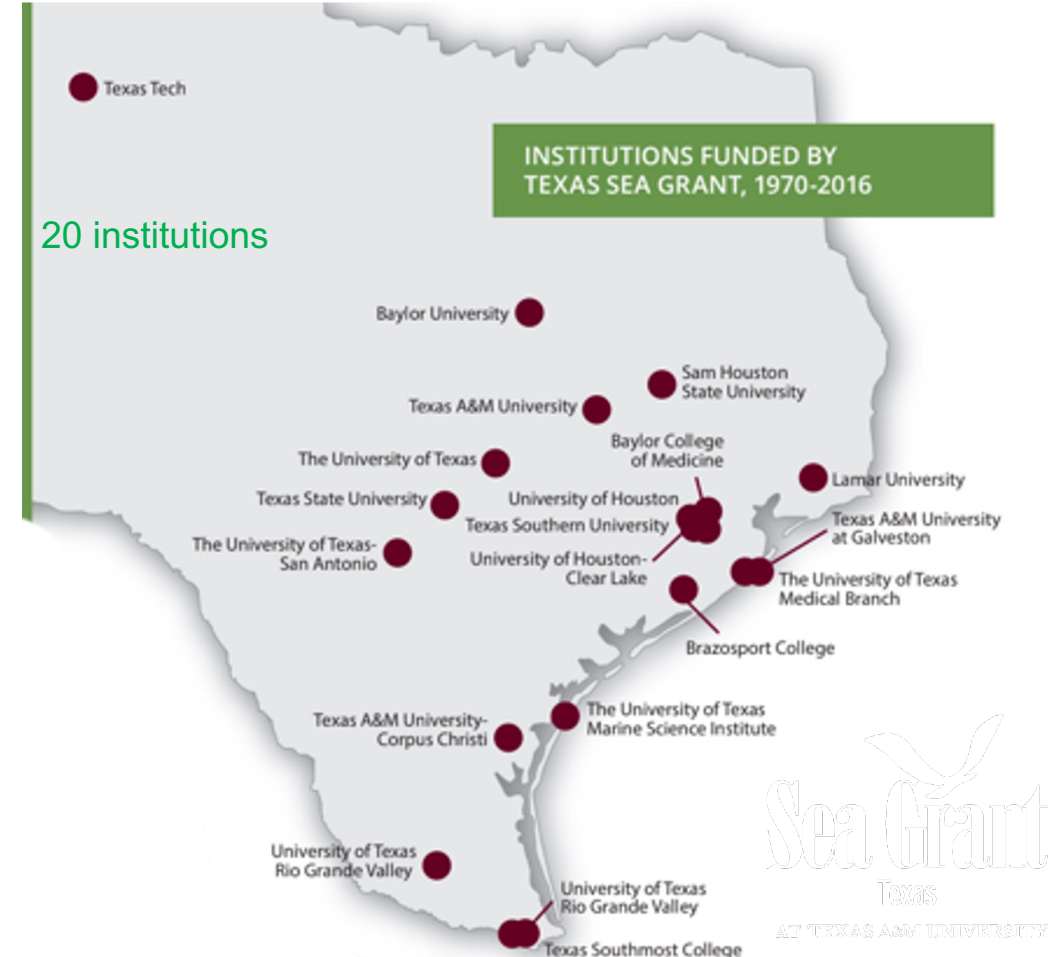 Texas Tech
INSTITUTIONS FUNDED BY
TEXAS SEA GRANT, 1970-2016
20 institutions
Baylor University
Sam Houston
State University
Texas A&M University
Baylor College
of Medicine
The University of Texas
Lamar University
Texas State University
University of Houston
Texas Southern University
Texas A&M University
at Galveston
The University of Texas-
San Antonio
University of Houston-
Clear Lake
The University of Texas
Medical Branch
Brazosport College
The University of Texas
Marine Science Institute
Texas A&M University-
Corpus Christi
Sea Grant
Texas
AT TEXAS A&M UNIVERSITY
University of Texas
Rio Grande Valley
University of Texas
Rio Grande Valley
Texas Southmost College